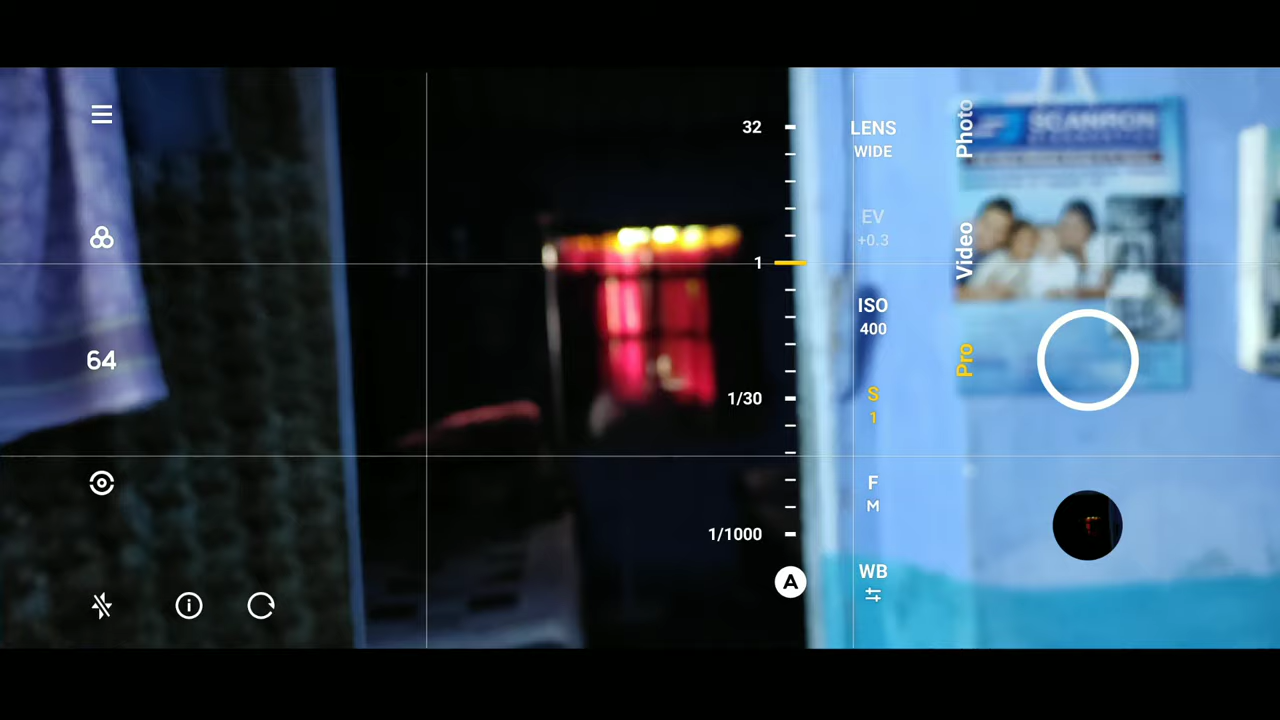 64
32
1
1/30
1/1000
A
LENS
WIDE
EV
+0.3
ISO
400
S
1
F
M
WB
Photo
Video
Pro
SCANRON